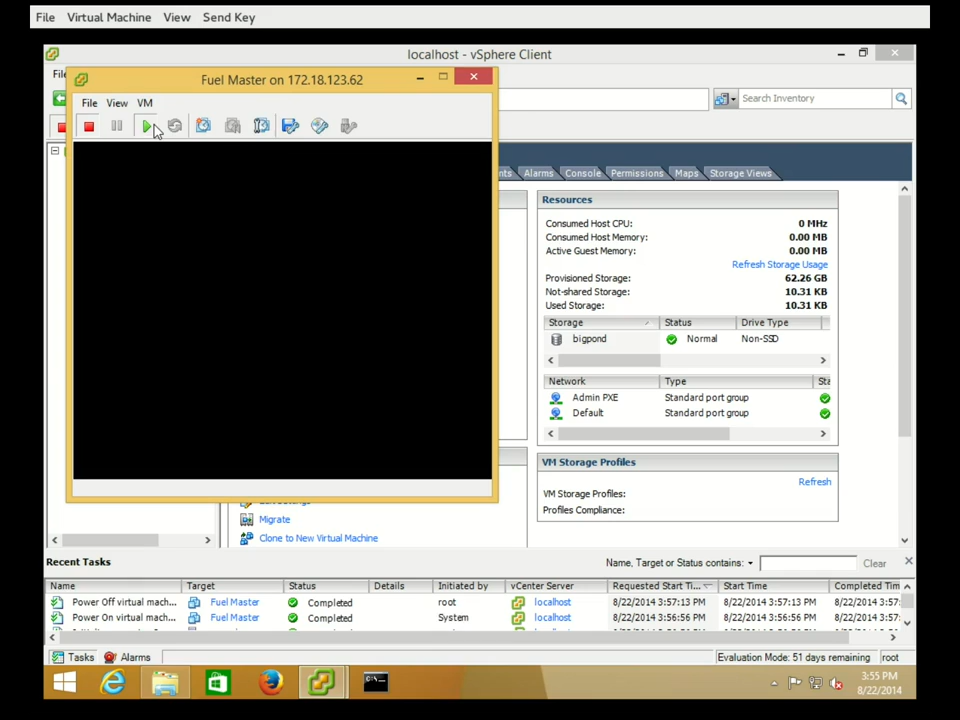 File Virtual Machine View Send Key
localhost - vSphere Client
Fil
Fuel Master on 172.18.123.62
File View VM
Search Inventory
nts Alarms Console Permissions Maps Storage Views
Resources
Consumed Host CPU: 0 MHz
Consumed Host Memory: 0.00 MB
Active Guest Memory: 0.00 MB
Refresh Storage Usage
Provisioned Storage: 62.26 GB
Not-shared Storage: 10.31 KB
Used Storage: 10.31 KB
Storage Status Drive Type
bigpond Normal Non-SSD
Network Type Sta
Admin PXE Standard port group
Default Standard port group
VM Storage Profiles
Refresh
VM Storage Profiles:
Profiles Compliance:
Migrate
Clone to New Virtual Machine
Recent Tasks Name, Target or Status contains: Clear
Name Target Status Details Initiated by vCenter Server Requested Start Ti... Start Time Completed Tim
Power Off virtual mach... Fuel Master Completed root localhost 8/22/2014 3:57:13 PM 8/22/2014 3:57:13 PM 8/22/2014 3:57:
Power On virtual mach... Fuel Master Completed System localhost 8/22/2014 3:56:56 PM 8/22/2014 3:56:56 PM 8/22/2014 3:57:
Tasks Alarms Evaluation Mode: 51 days remaining root
3:55 PM
8/22/2014